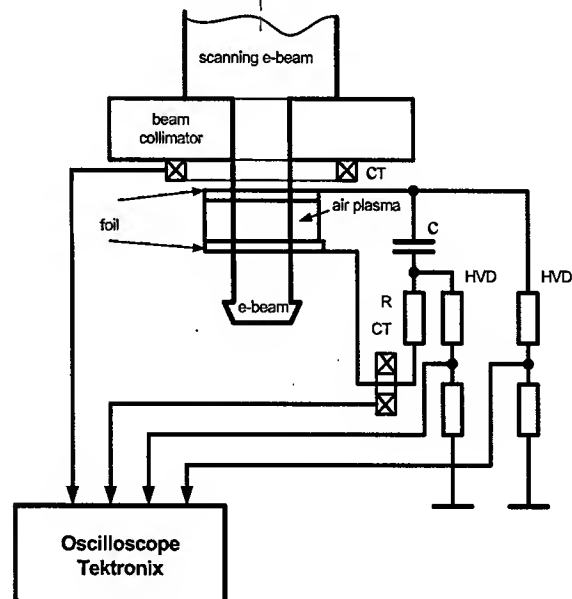 scanning e-beam
beam
collimator
CT
foil
air plasma
C
HVD
HVD
R
CT
e-beam
Oscilloscope
Tektronix